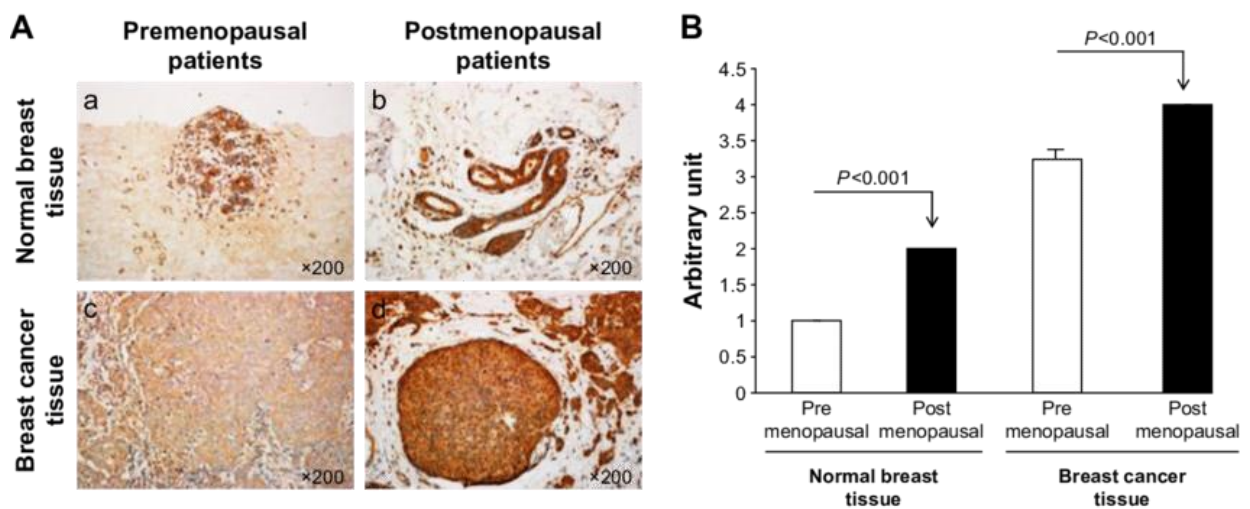 A
Premenopausal
patients
Postmenopausal
patients
Normal breast
tissue
a
×200
b
×200
Breast cancer
tissue
c
×200
d
×200
B
Arbitrary unit
4.5
4
3.5
3
2.5
2
1.5
1
0.5
0
P<0.001
P<0.001
Pre
menopausal
Post
menopausal
Pre
menopausal
Post
menopausal
Normal breast
tissue
Breast cancer
tissue